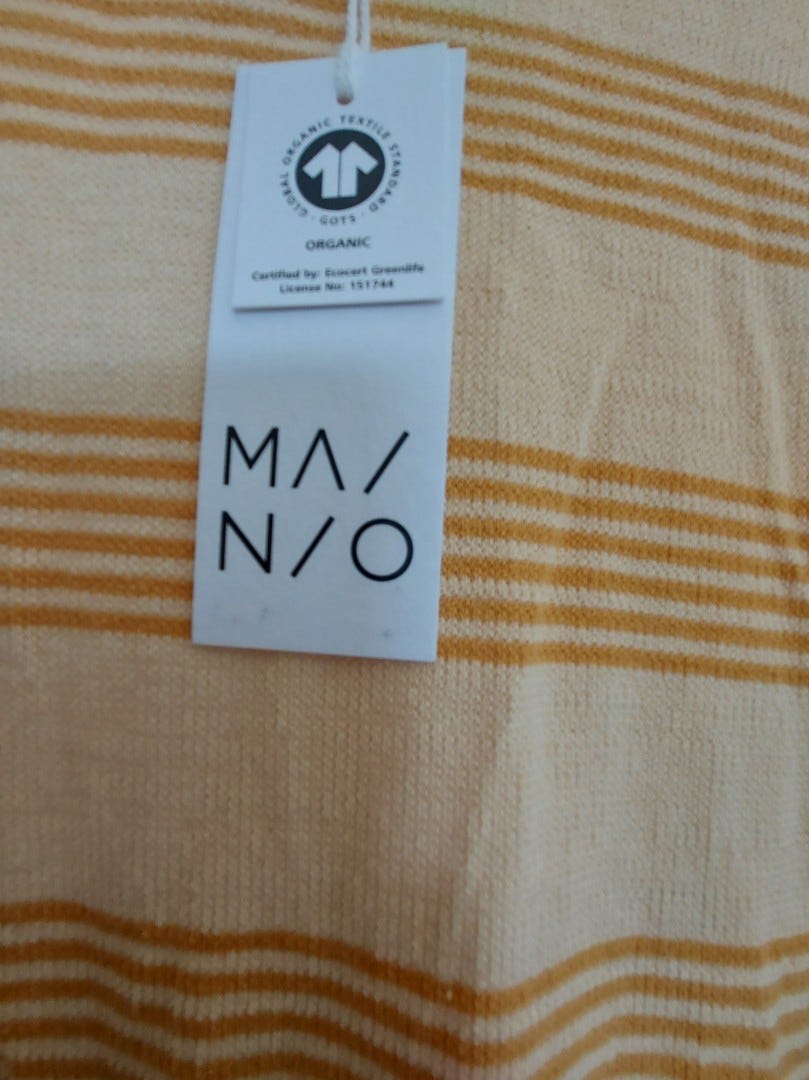 GLOBAL ORGANIC TEXTILE STANDARD · GOTS ·
ORGANIC
Certified by: Ecocert Greenlife
License No: 151744
MA/
N/O